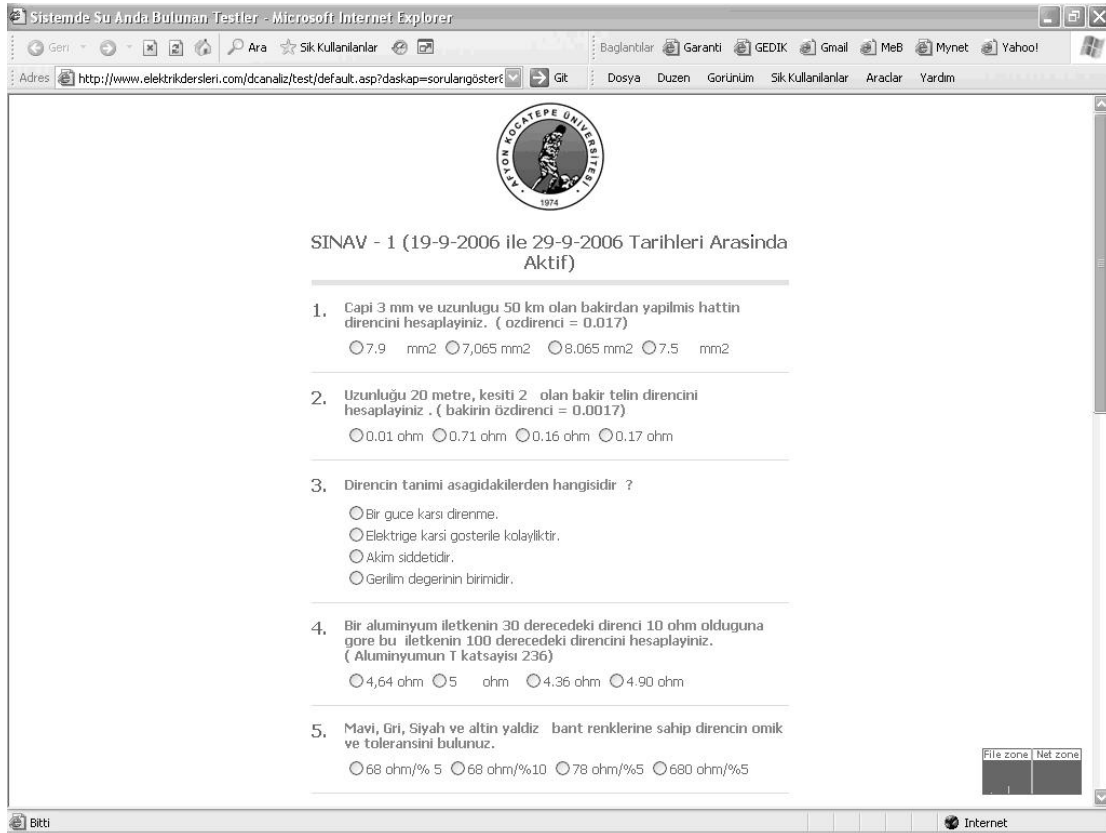 Sistemde Su Anda Bulunan Testler - Microsoft Internet Explorer
Geri Ara Sik Kullanilanlar Baglantilar Garanti GEDIK Gmail MeB Mynet Yahoo!
Adres http://www.elektrikdersleri.com/dcanaliz/test/default.asp?daskap=sorularıgöster& Git Dosya Duzen Gorünüm Sik Kullanilanlar Araclar Yardım
AFYON KOCATEPE ÜNİVERSİTESİ
1974
SINAV - 1 (19-9-2006 ile 29-9-2006 Tarihleri Arasinda
Aktif)
1. Capi 3 mm ve uzunlugu 50 km olan bakirdan yapilmis hattin
direncini hesaplayiniz. ( ozdirenci = 0.017)
7.9 mm2 7,065 mm2 8.065 mm2 7.5 mm2
2. Uzunluğu 20 metre, kesiti 2 olan bakir telin direncini
hesaplayiniz . ( bakirin özdirenci = 0.0017)
0.01 ohm 0.71 ohm 0.16 ohm 0.17 ohm
3. Direncin tanimi asagidakilerden hangisidir ?
Bir guce karsı direnme.
Elektrige karsi gosterile kolayliktir.
Akim siddetidir.
Gerilim degerinin birimidir.
4. Bir aluminyum iletkenin 30 derecedeki direnci 10 ohm olduguna
gore bu iletkenin 100 derecedeki direncini hesaplayiniz.
( Aluminyumun T katsayisı 236)
4,64 ohm 5 ohm 4.36 ohm 4.90 ohm
5. Mavi, Gri, Siyah ve altin yaldiz bant renklerine sahip direncin omik
ve toleransini bulunuz.
68 ohm/% 5 68 ohm/%10 78 ohm/%5 680 ohm/%5
File zone Net zone
Bitti Internet